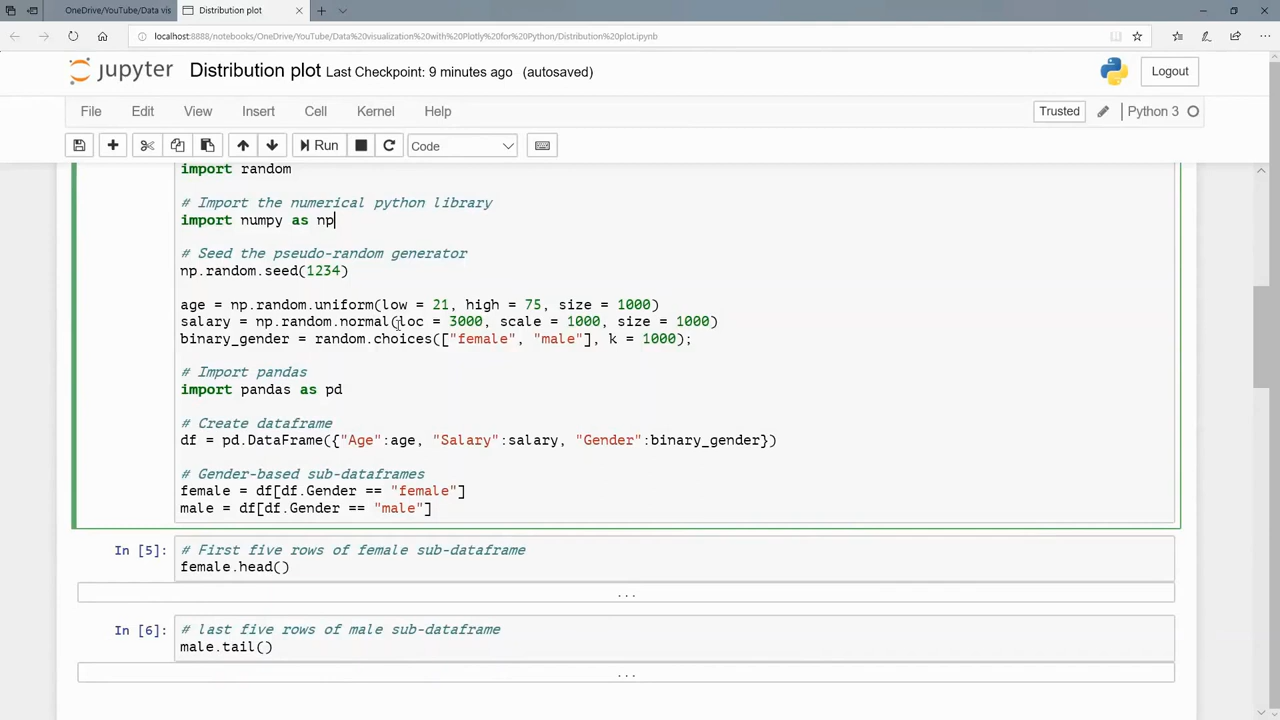 OneDrive/YouTube/Data vis
Distribution plot
localhost:8888/notebooks/OneDrive/YouTube/Data%20visualization%20with%20Plotly%20for%20Python/Distribution%20plot.ipynb
jupyter Distribution plot Last Checkpoint: 9 minutes ago (autosaved)
Logout
File Edit View Insert Cell Kernel Help
Trusted Python 3
Run Code
import random
# Import the numerical python library
import numpy as np
# Seed the pseudo-random generator
np.random.seed(1234)
age = np.random.uniform(low = 21, high = 75, size = 1000)
salary = np.random.normal(loc = 3000, scale = 1000, size = 1000)
binary_gender = random.choices(["female", "male"], k = 1000);
# Import pandas
import pandas as pd
# Create dataframe
df = pd.DataFrame({"Age":age, "Salary":salary, "Gender":binary_gender})
# Gender-based sub-dataframes
female = df[df.Gender == "female"]
male = df[df.Gender == "male"]
In [5]: # First five rows of female sub-dataframe
female.head()
...
In [6]: # last five rows of male sub-dataframe
male.tail()
...